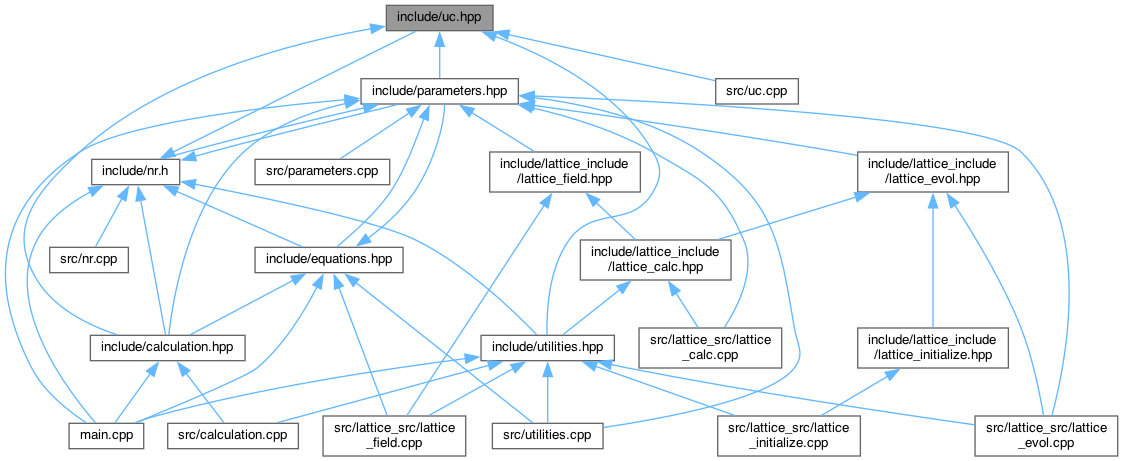 include/uc.hpp
include/parameters.hpp
src/uc.cpp
include/nr.h
src/parameters.cpp
include/lattice_include
/lattice_field.hpp
include/lattice_include
/lattice_evol.hpp
src/nr.cpp
include/equations.hpp
include/lattice_include
/lattice_calc.hpp
include/calculation.hpp
include/utilities.hpp
src/lattice_src/lattice
_calc.cpp
include/lattice_include
/lattice_initialize.hpp
main.cpp
src/calculation.cpp
src/lattice_src/lattice
_field.cpp
src/utilities.cpp
src/lattice_src/lattice
_initialize.cpp
src/lattice_src/lattice
_evol.cpp